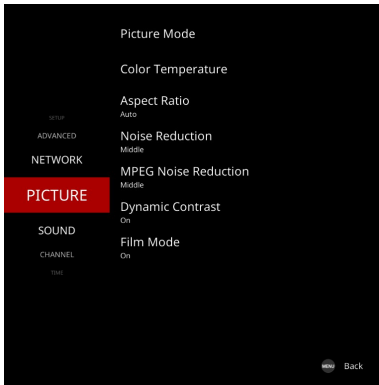 SETUP
ADVANCED
NETWORK
PICTURE
SOUND
CHANNEL
TIME
Picture Mode
Color Temperature
Aspect Ratio
Auto
Noise Reduction
Middle
MPEG Noise Reduction
Middle
Dynamic Contrast
On
Film Mode
On
MENU Back